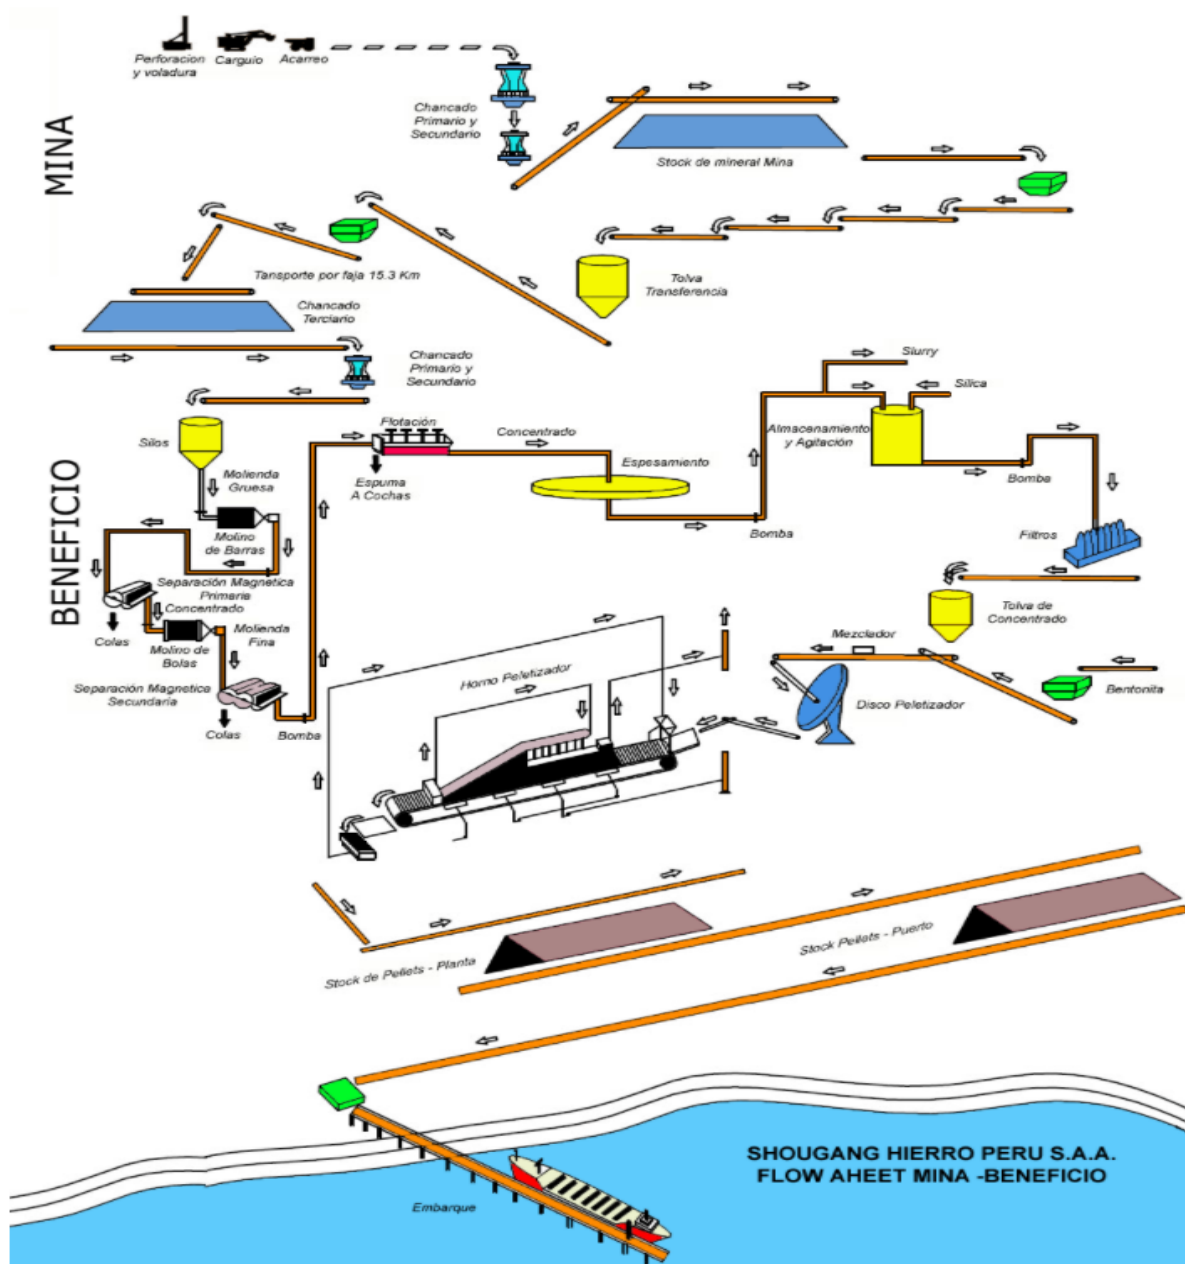 MINA
Perforacion
y voladura
Carguio
Acarreo
Chancado
Primario y
Secundario
Stock de mineral Mina
Tansporte por faja 15.3 Km
Tolva
Transferencia
Chancado
Terciario
Chancado
Primario y
Secundario
BENEFICIO
Silos
Molienda
Gruesa
Molino
de Barras
Separación Magnetica
Primaria
Concentrado
Colas
Molino de
Bolas
Molienda
Fina
Separación Magnetica
Secundaria
Colas
Bomba
Flotación
Espuma
A Cochas
Concentrado
Espesamiento
Bomba
Slurry
Silica
Almacenamiento
y Agitación
Bomba
Filtros
Tolva de
Concentrado
Mezclador
Bentonita
Disco Peletizador
Horno Peletizador
Stock de Pellets - Planta
Stock Pellets - Puerto
Embarque
SHOUGANG HIERRO PERU S.A.A.
FLOW AHEET MINA -BENEFICIO